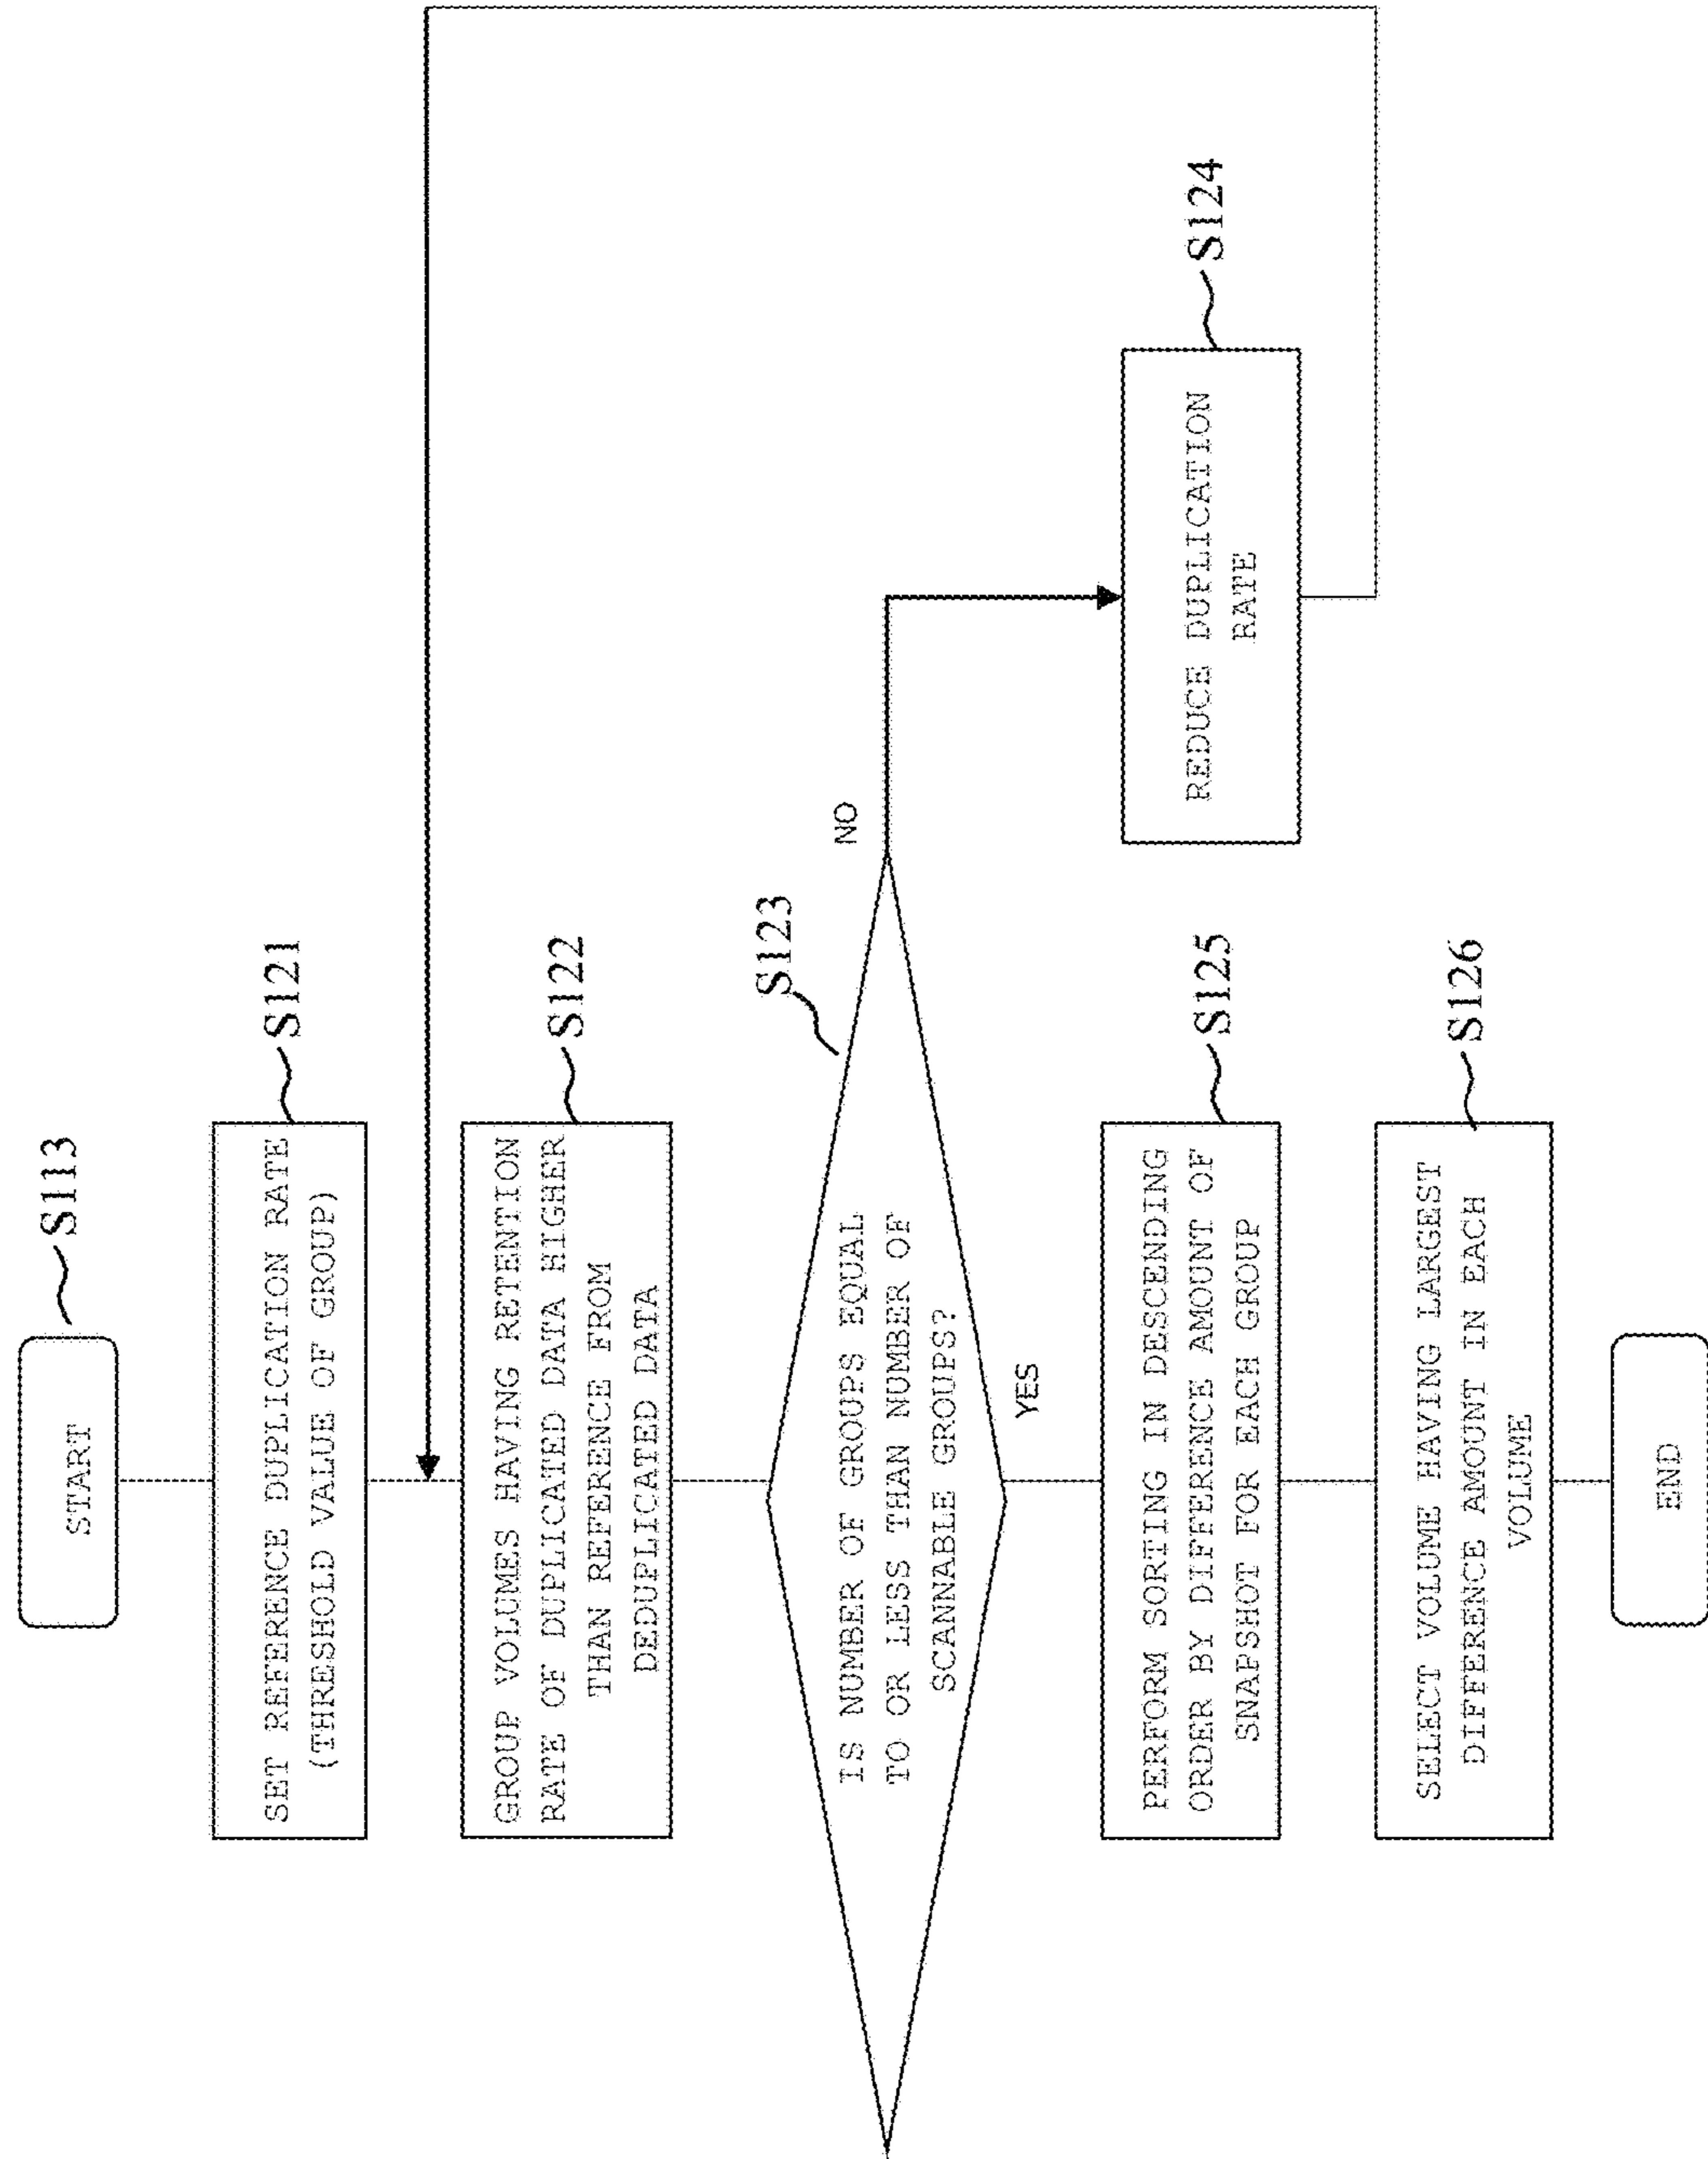 START
S113
SET REFERENCE DUPLICATION RATE
(THRESHOLD VALUE OF GROUP)
S121
GROUP VOLUMES HAVING RETENTION
RATE OF DUPLICATED DATA HIGHER
THAN REFERENCE FROM
DEDUPLICATED DATA
S122
IS NUMBER OF GROUPS EQUAL
TO OR LESS THAN NUMBER OF
SCANNABLE GROUPS?
S123
NO
YES
REDUCE DUPLICATION
RATE
S124
PERFORM SORTING IN DESCENDING
ORDER BY DIFFERENCE AMOUNT OF
SNAPSHOT FOR EACH GROUP
S125
SELECT VOLUME HAVING LARGEST
DIFFERENCE AMOUNT IN EACH
VOLUME
S126
END